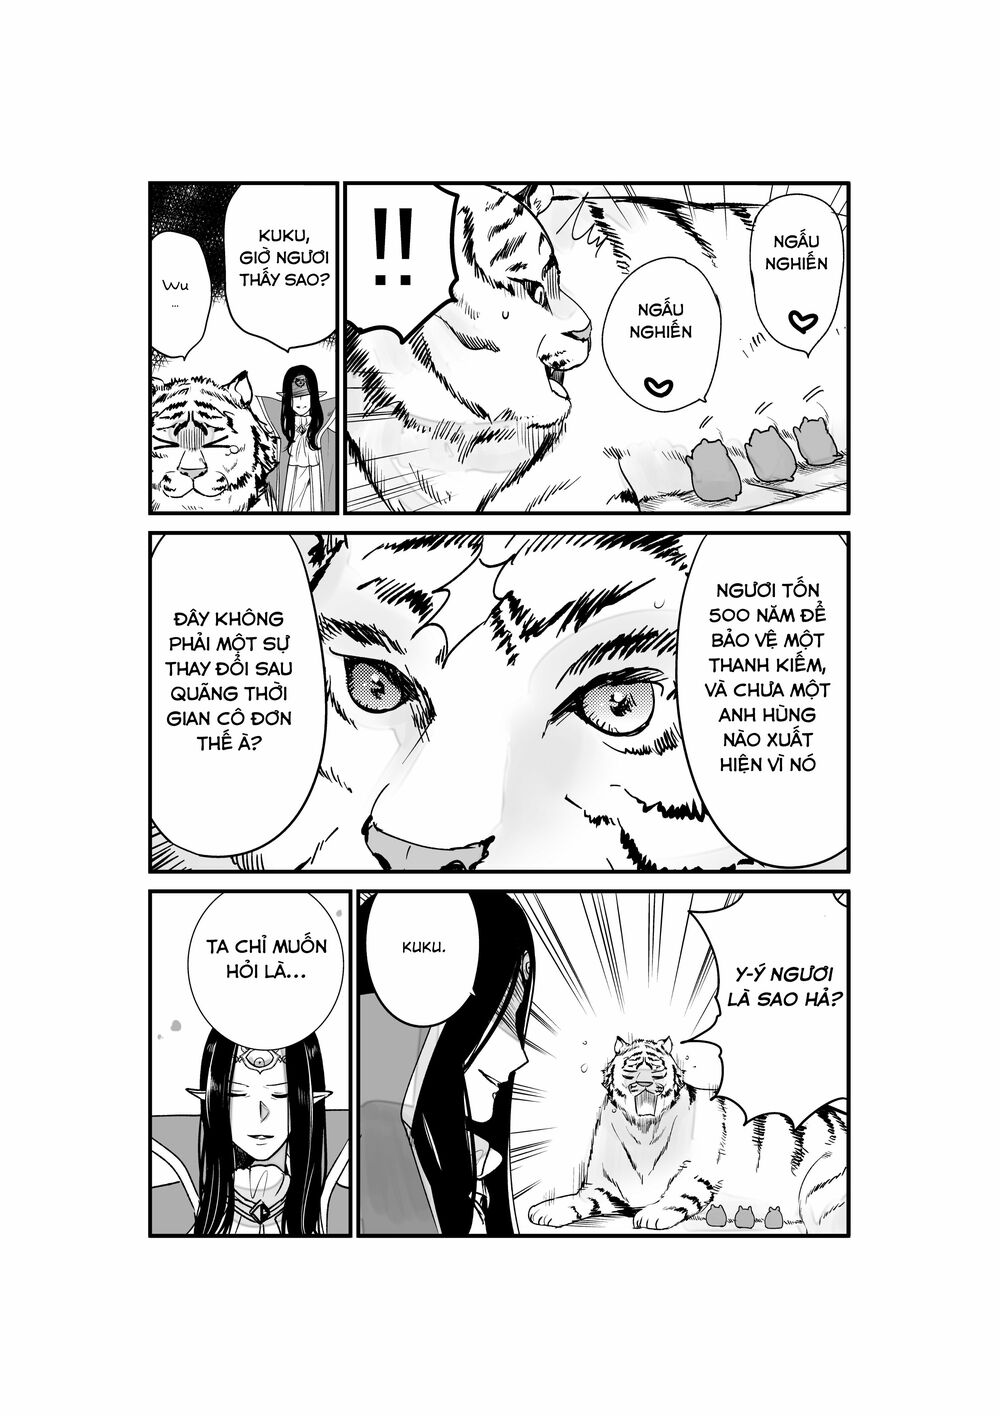 NGẤU
NGHIẾN
NGẤU
NGHIẾN
!!
KUKU,
GIỜ NGƯƠI
THẤY SAO?
Wu
...
NGƯƠI TỐN
500 NĂM ĐỂ
BẢO VỆ MỘT
THANH KIẾM,
VÀ CHƯA MỘT
ANH HÙNG
NÀO XUẤT
HIỆN VÌ NÓ
ĐÂY KHÔNG
PHẢI MỘT SỰ
THAY ĐỔI SAU
QUÃNG THỜI
GIAN CÔ ĐƠN
THẾ À?
Y-Ý NGƯƠI
LÀ SAO HẢ?
KUKU.
TA CHỈ MUỐN
HỎI LÀ...